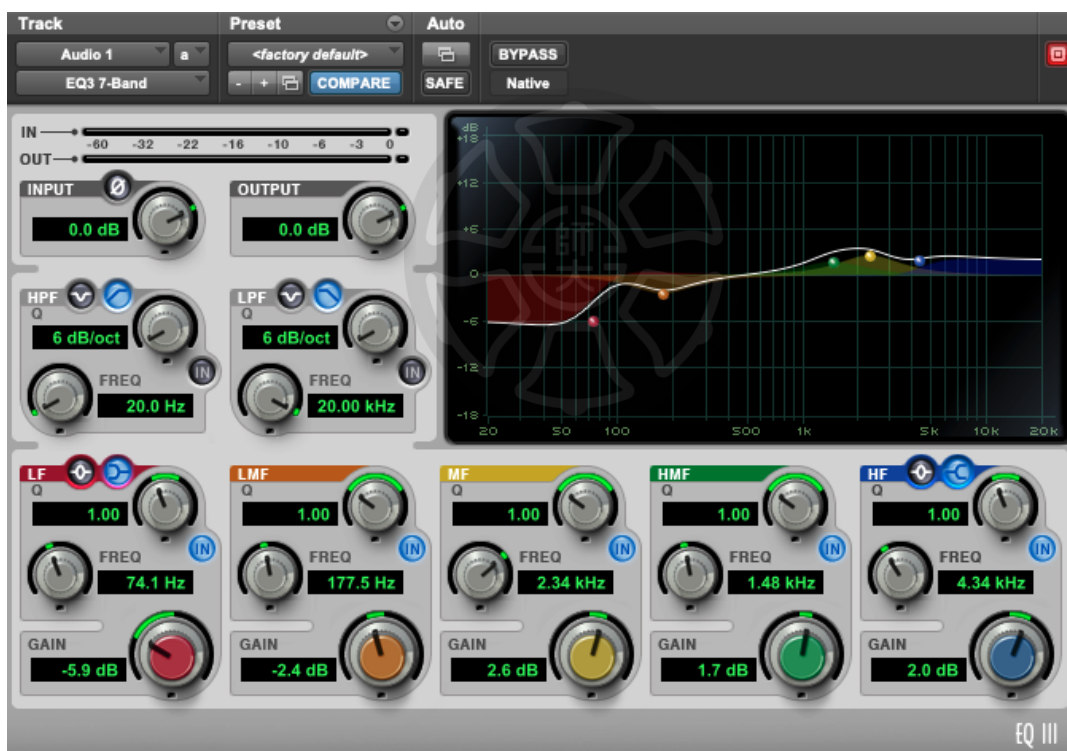 Track Preset Auto
Audio 1 a <factory default> BYPASS
EQ3 7-Band - + COMPARE SAFE Native
IN
-60 -32 -22 -16 -10 -6 -3 0
OUT
INPUT Ø OUTPUT
0.0 dB 0.0 dB
HPF LPF
Q Q
6 dB/oct 6 dB/oct
IN IN
FREQ FREQ
20.0 Hz 20.00 kHz
dB
+18
+12
+6
0
-6
-12
-18
20 50 100 500 1k 5k 10k 20k
師大
LF LMF MF HMF HF
Q Q Q Q Q
1.00 1.00 1.00 1.00 1.00
IN IN IN IN IN
FREQ FREQ FREQ FREQ FREQ
74.1 Hz 177.5 Hz 2.34 kHz 1.48 kHz 4.34 kHz
GAIN GAIN GAIN GAIN GAIN
-5.9 dB -2.4 dB 2.6 dB 1.7 dB 2.0 dB
EQ III